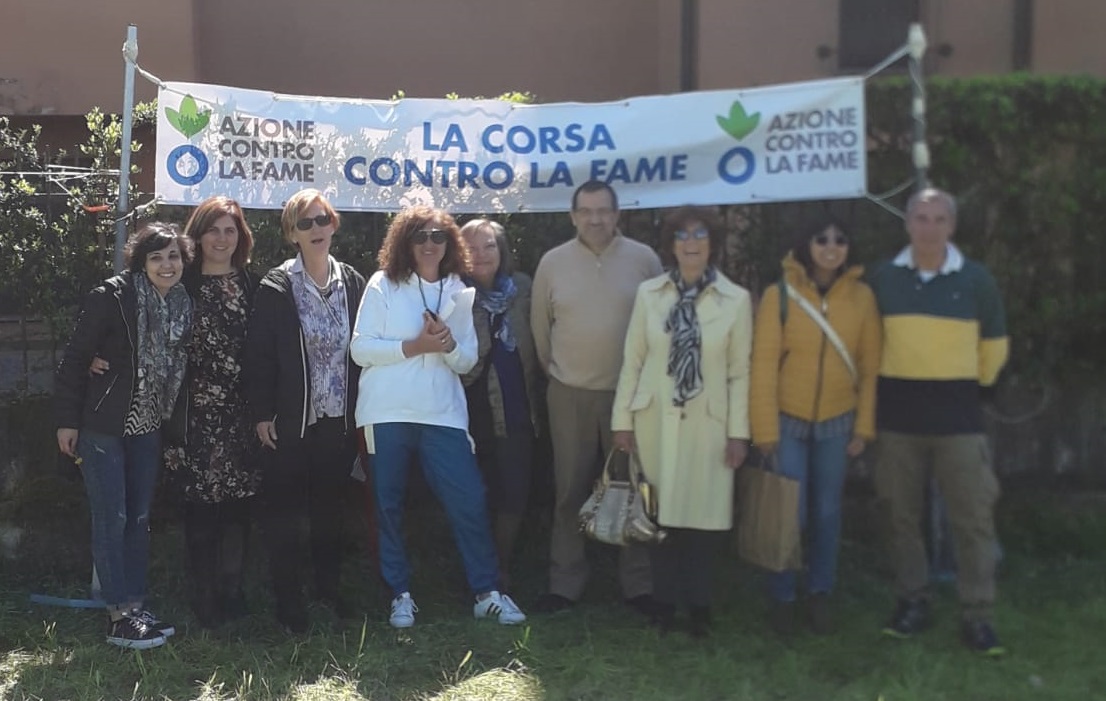 AZIONE
CONTRO
LA FAME
LA CORSA
CONTRO LA FAME
AZIONE
CONTRO
LA FAME